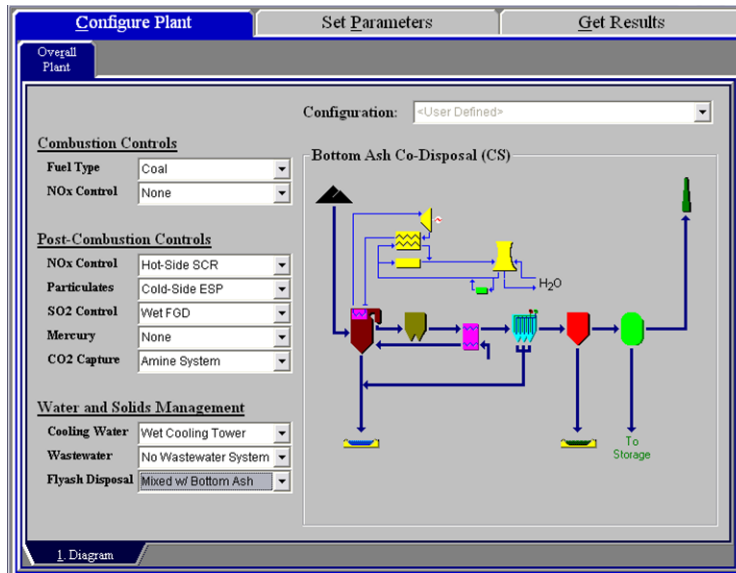 Configure Plant Set Parameters Get Results
Overall
Plant
Configuration: <User Defined>
Combustion Controls
Fuel Type Coal
NOx Control None
Post-Combustion Controls
NOx Control Hot-Side SCR
Particulates Cold-Side ESP
SO2 Control Wet FGD
Mercury None
CO2 Capture Amine System
Water and Solids Management
Cooling Water Wet Cooling Tower
Wastewater No Wastewater System
Flyash Disposal Mixed w/ Bottom Ash
Bottom Ash Co-Disposal (CS)
H2O
To
Storage
1. Diagram